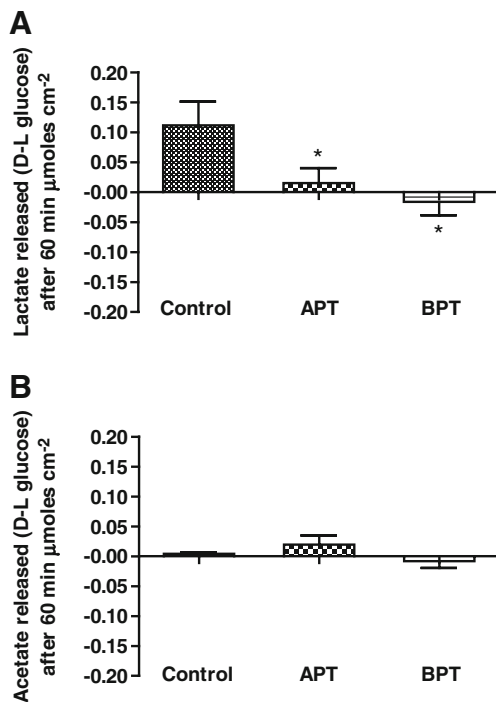 A
Lactate released (D-L glucose)
after 60 min μmoles cm-2
0.20
0.15
0.10
0.05
-0.00
-0.05
-0.10
-0.15
-0.20
*
*
Control APT BPT
B
Acetate released (D-L glucose)
after 60 min μmoles cm-2
0.20
0.15
0.10
0.05
-0.00
-0.05
-0.10
-0.15
-0.20
Control APT BPT